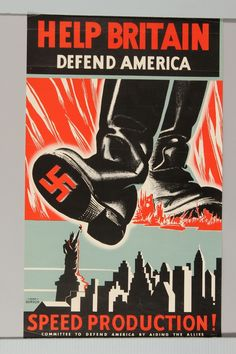 HELP BRITAIN
DEFEND AMERICA
SPEED PRODUCTION!
COMMITTEE TO DEFEND AMERICA BY AIDING THE ALLIES